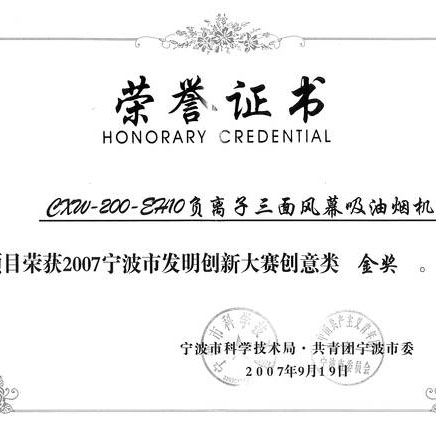 荣誉证书
HONORARY CREDENTIAL
CXW-200-EH10负离子三面风幕吸油烟机
项目荣获2007宁波市发明创新大赛创意类 金奖 。
宁波市科学技术局·共青团宁波市委
2007年9月19日